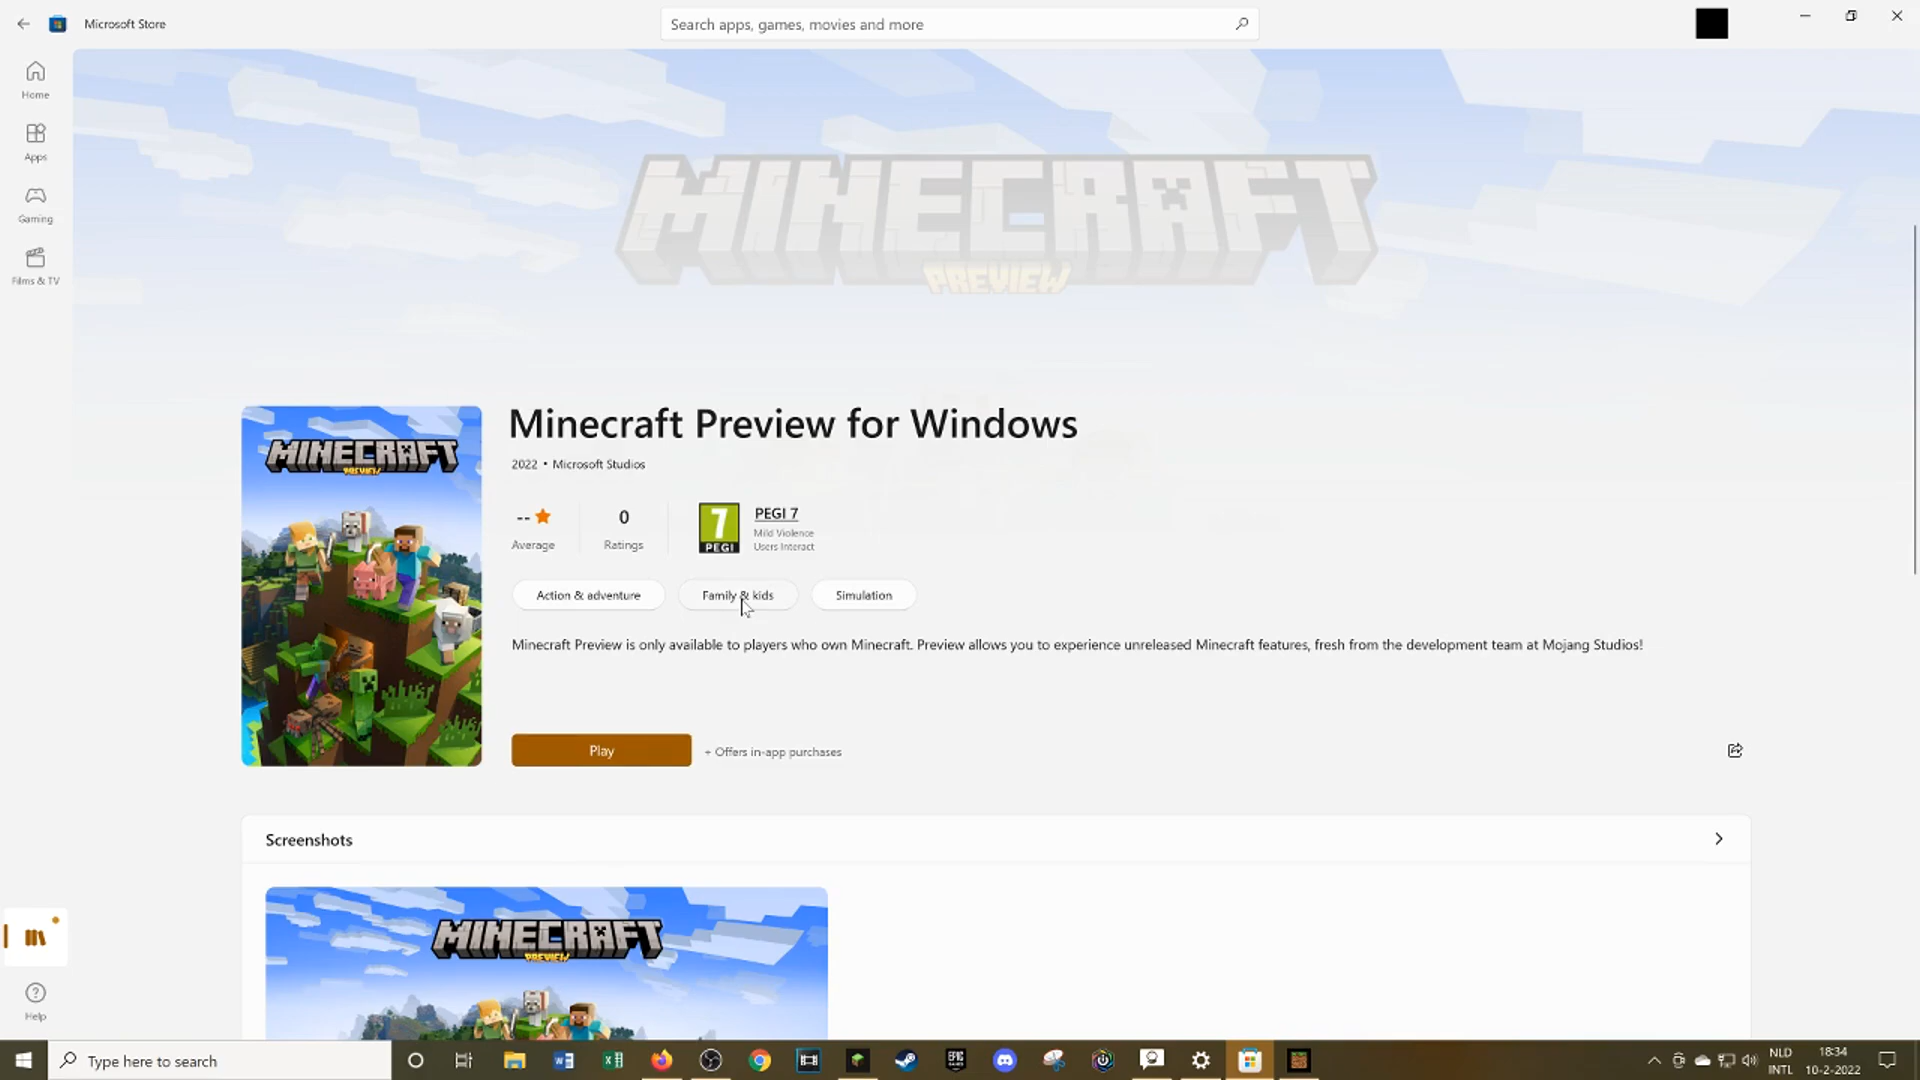 Microsoft Store
Search apps, games, movies and more
Home
Apps
Gaming
Films & TV
MINECRAFT
PREVIEW
MINECRAFT
PREVIEW
Minecraft Preview for Windows
2022 • Microsoft Studios
--
Average
0
Ratings
7
PEGI
PEGI 7
Mild Violence
Users Interact
Action & adventure
Family & kids
Simulation
Minecraft Preview is only available to players who own Minecraft. Preview allows you to experience unreleased Minecraft features, fresh from the development team at Mojang Studios!
Play
+ Offers in-app purchases
Screenshots
MINECRAFT
PREVIEW
Help
Type here to search
EPIC
GAMES
NLD
INTL
18:34
10-2-2022